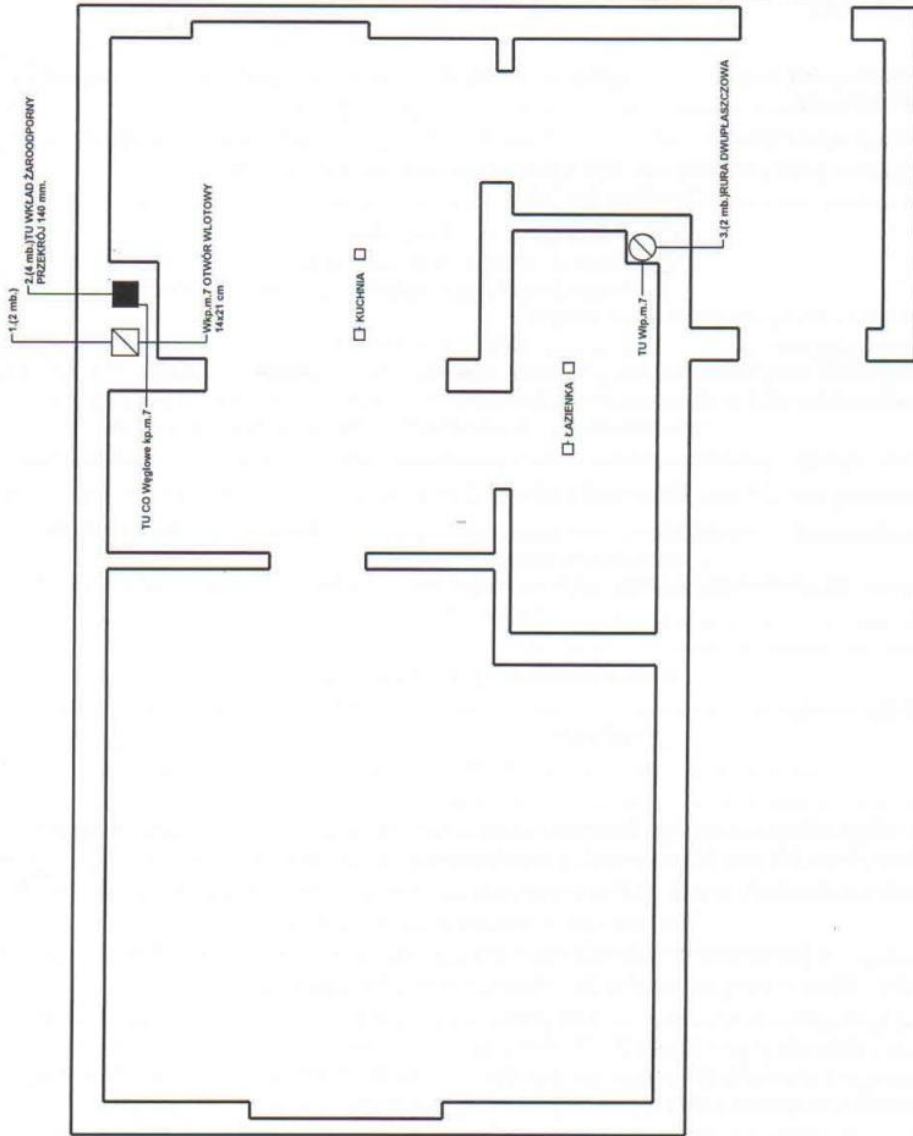 1.(2 mb.)
2.(4 mb.)TU WKŁAD ŻAROODPORNY
PRZEKRÓJ 140 mm.
Wkp.m.7 OTWÓR WLOTOWY
14x21 cm
TU CO Węglowe kp.m.7
KUCHNIA
ŁAZIENKA
TU Włp.m.7
3.(2 mb.)RURA DWUPŁASZCZOWA